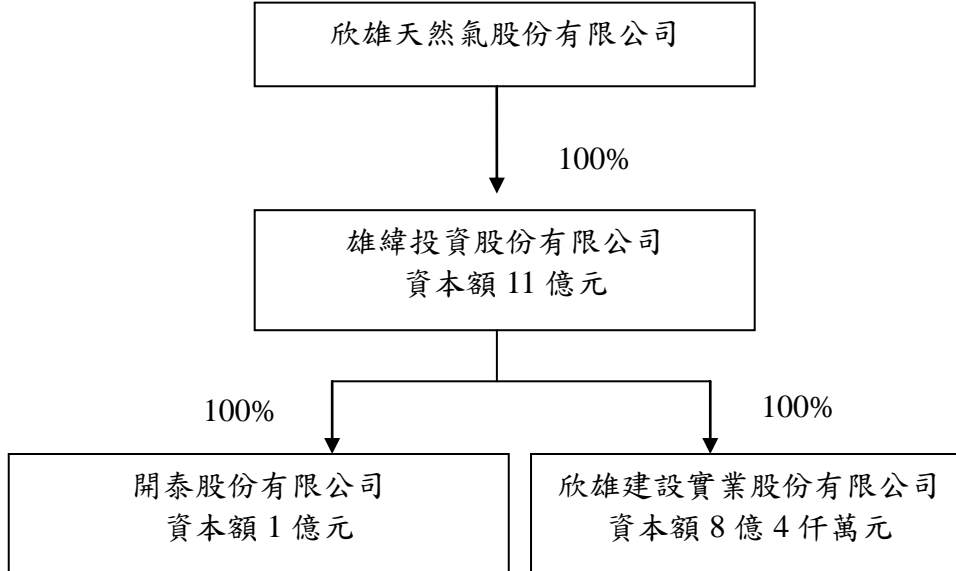 欣雄天然氣股份有限公司
100%
雄緯投資股份有限公司
資本額 11 億元
100%
100%
開泰股份有限公司
資本額 1 億元
欣雄建設實業股份有限公司
資本額 8 億 4 仟萬元